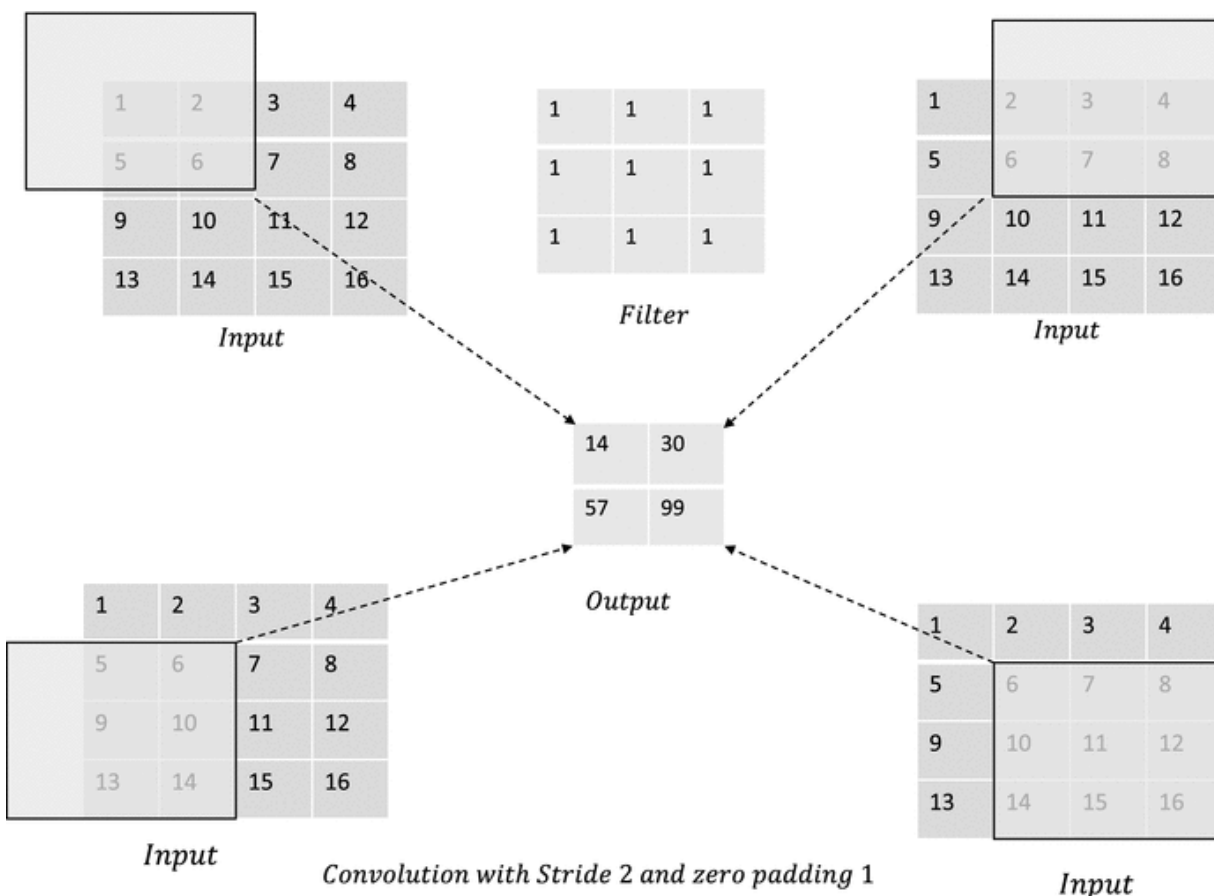 1 2 3 4
5 6 7 8
9 10 11 12
13 14 15 16
Input
1 1 1
1 1 1
1 1 1
Filter
1 2 3 4
5 6 7 8
9 10 11 12
13 14 15 16
Input
14 30
57 99
Output
1 2 3 4
5 6 7 8
9 10 11 12
13 14 15 16
Input
1 2 3 4
5 6 7 8
9 10 11 12
13 14 15 16
Input
Convolution with Stride 2 and zero padding 1